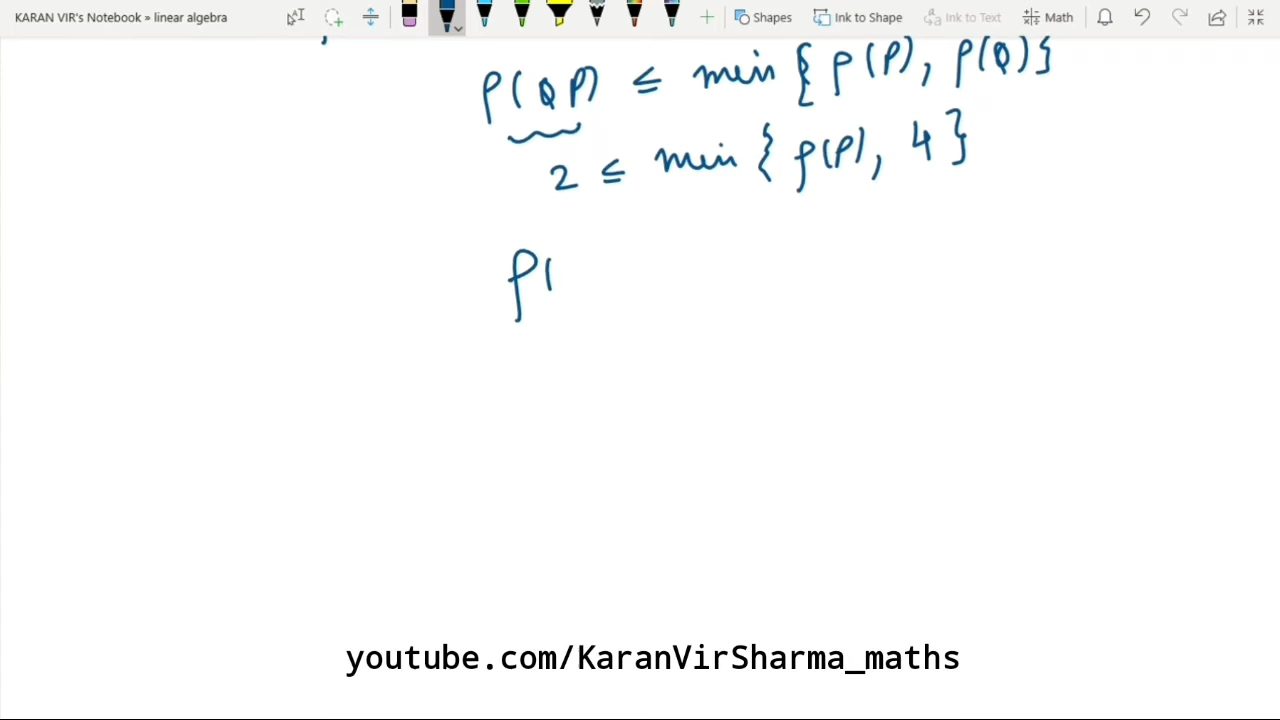 KARAN VIR's Notebook » linear algebra
Shapes
Ink to Shape
Ink to Text
Math
ρ(QP) ≤ min { ρ(P), ρ(Q)}
2 ≤ min { ρ(P), 4 }
ρ(
youtube.com/KaranVirSharma_maths